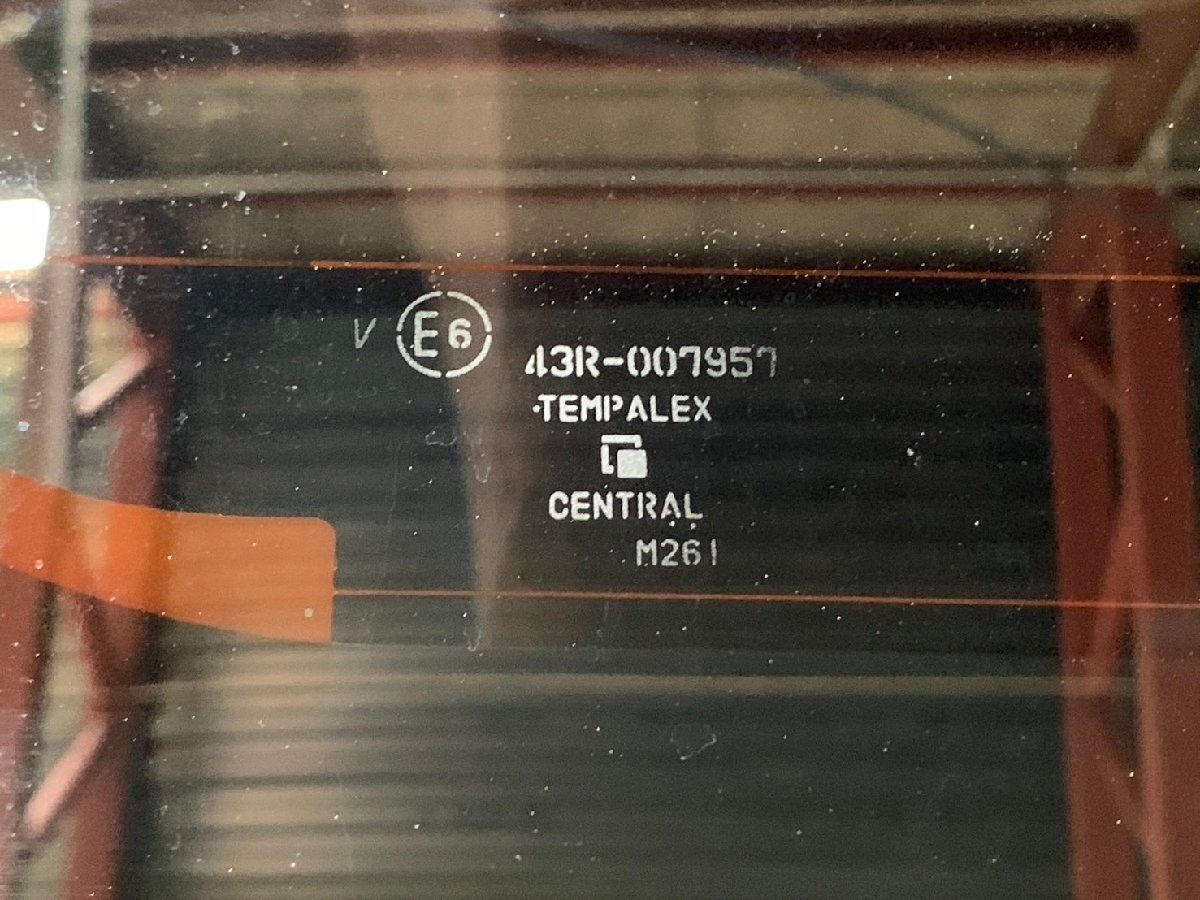 V E6 43R-007957
TEMPALEX
CENTRAL
M261